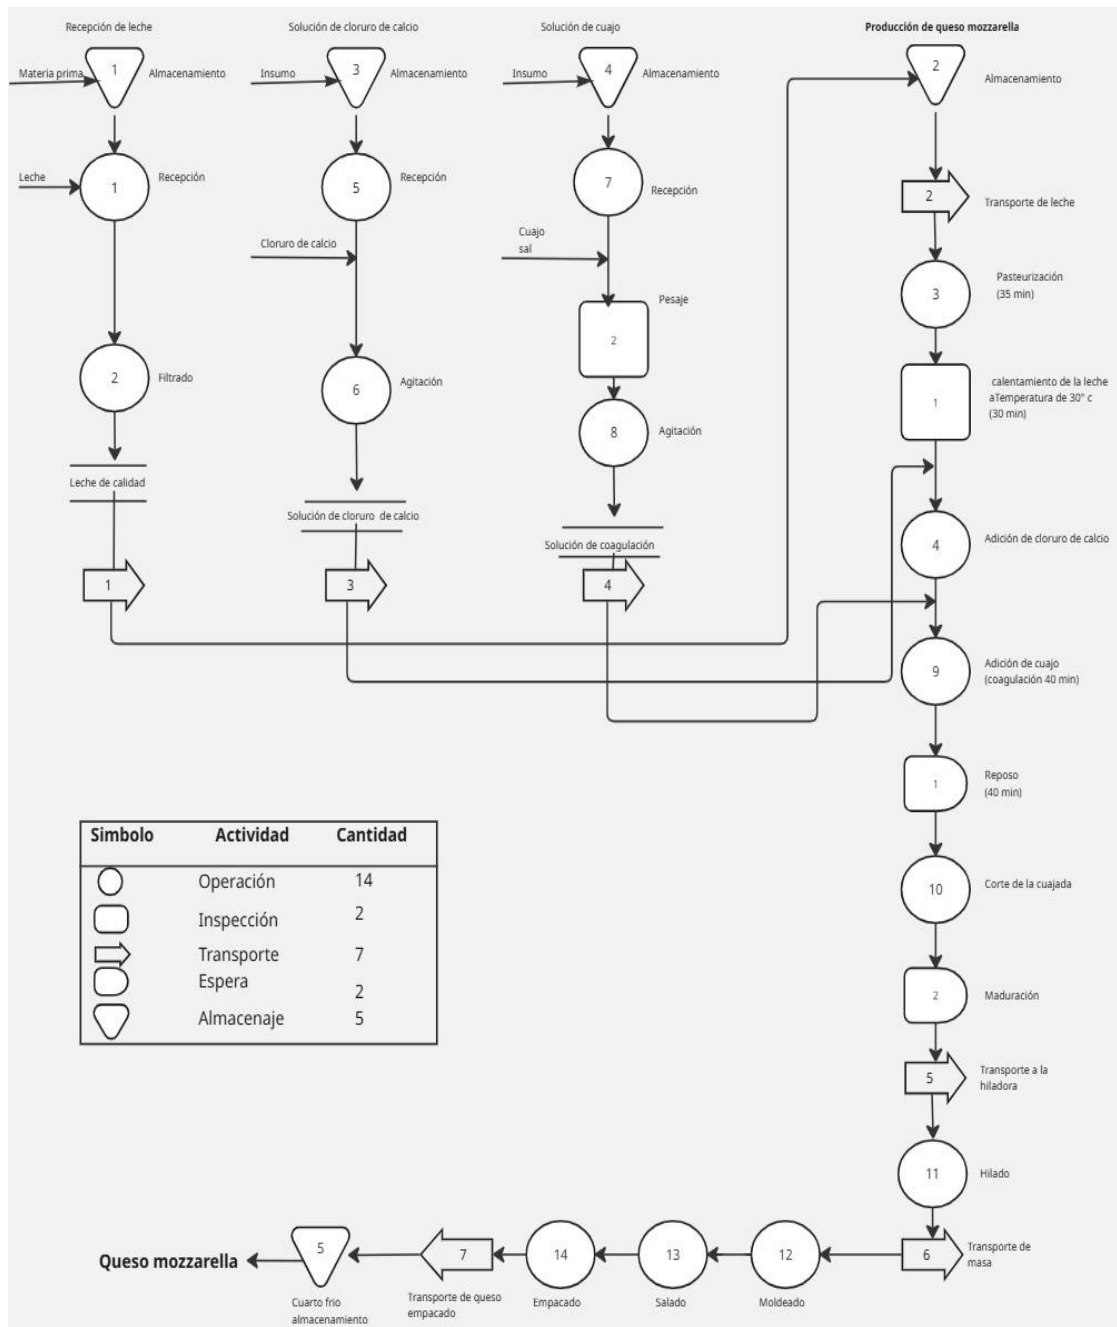 Recepción de leche
Materia prima
1
Almacenamiento
Leche
1
Recepción
2
Filtrado
Leche de calidad
1
Solución de cloruro de calcio
Insumo
3
Almacenamiento
5
Recepción
Cloruro de calcio
6
Agitación
Solución de cloruro de calcio
3
Solución de cuajo
Insumo
4
Almacenamiento
7
Recepción
Cuajo
sal
Pesaje
2
8
Agitación
Solución de coagulación
4
Producción de queso mozzarella
2
Almacenamiento
2
Transporte de leche
3
Pasteurización
(35 min)
1
calentamiento de la leche
aTemperatura de 30° c
(30 min)
4
Adición de cloruro de calcio
9
Adición de cuajo
(coagulación 40 min)
1
Reposo
(40 min)
10
Corte de la cuajada
2
Maduración
5
Transporte a la
hiladora
11
Hilado
6
Transporte de
masa
12
Moldeado
13
Salado
14
Empacado
7
Transporte de queso
empacado
5
Cuarto frio
almacenamiento
Queso mozzarella
Simbolo Actividad Cantidad
Operación 14
Inspección 2
Transporte 7
Espera 2
Almacenaje 5